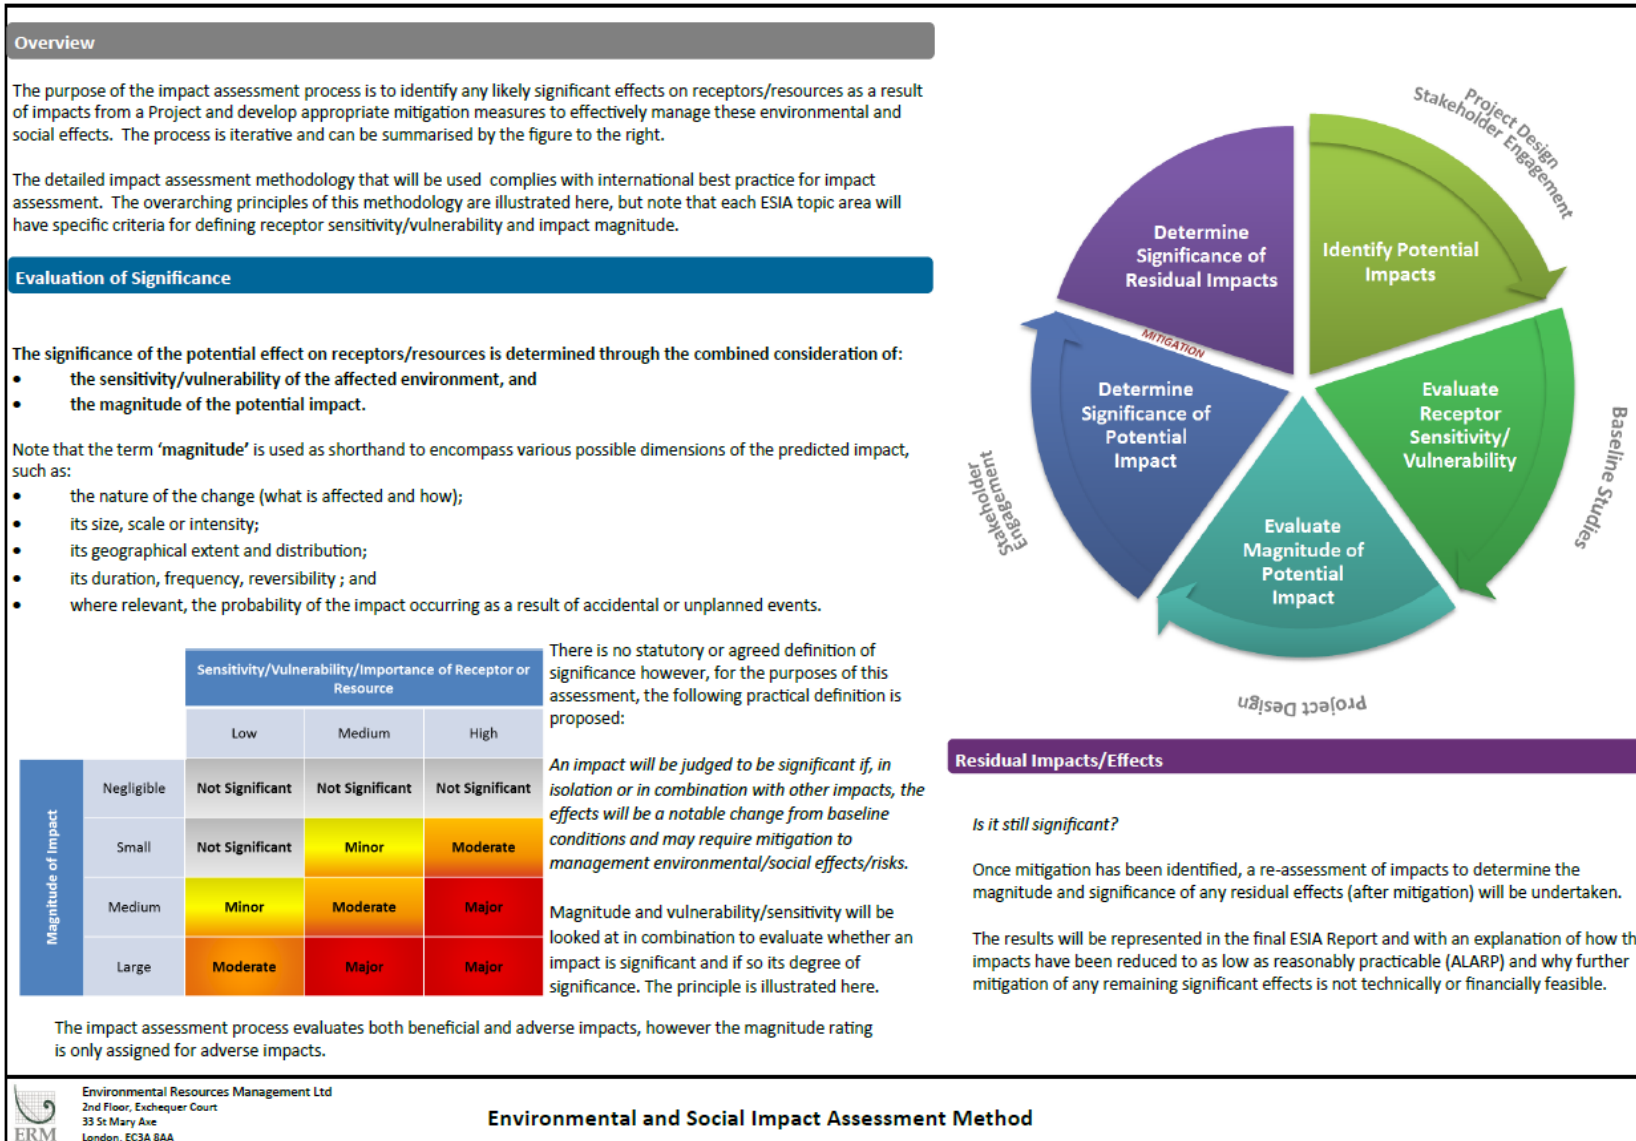 Overview
The purpose of the impact assessment process is to identify any likely significant effects on receptors/resources as a result
of impacts from a Project and develop appropriate mitigation measures to effectively manage these environmental and
social effects. The process is iterative and can be summarised by the figure to the right.
The detailed impact assessment methodology that will be used complies with international best practice for impact
assessment. The overarching principles of this methodology are illustrated here, but note that each ESIA topic area will
have specific criteria for defining receptor sensitivity/vulnerability and impact magnitude.
Evaluation of Significance
The significance of the potential effect on receptors/resources is determined through the combined consideration of:
• the sensitivity/vulnerability of the affected environment, and
• the magnitude of the potential impact.
Note that the term ‘magnitude’ is used as shorthand to encompass various possible dimensions of the predicted impact,
such as:
• the nature of the change (what is affected and how);
• its size, scale or intensity;
• its geographical extent and distribution;
• its duration, frequency, reversibility ; and
• where relevant, the probability of the impact occurring as a result of accidental or unplanned events.
Sensitivity/Vulnerability/Importance of Receptor or
Resource
Low Medium High
Magnitude of Impact
Negligible Not Significant Not Significant Not Significant
Small Not Significant Minor Moderate
Medium Minor Moderate Major
Large Moderate Major Major
There is no statutory or agreed definition of
significance however, for the purposes of this
assessment, the following practical definition is
proposed:
An impact will be judged to be significant if, in
isolation or in combination with other impacts, the
effects will be a notable change from baseline
conditions and may require mitigation to
management environmental/social effects/risks.
Magnitude and vulnerability/sensitivity will be
looked at in combination to evaluate whether an
impact is significant and if so its degree of
significance. The principle is illustrated here.
The impact assessment process evaluates both beneficial and adverse impacts, however the magnitude rating
is only assigned for adverse impacts.
Project Design
Stakeholder Engagement
Identify Potential
Impacts
Baseline Studies
Evaluate
Receptor
Sensitivity/
Vulnerability
Project Design
Evaluate
Magnitude of
Potential
Impact
Stakeholder
Engagement
Determine
Significance of
Potential
Impact
MITIGATION
Determine
Significance of
Residual Impacts
Residual Impacts/Effects
Is it still significant?
Once mitigation has been identified, a re-assessment of impacts to determine the
magnitude and significance of any residual effects (after mitigation) will be undertaken.
The results will be represented in the final ESIA Report and with an explanation of how th
impacts have been reduced to as low as reasonably practicable (ALARP) and why further
mitigation of any remaining significant effects is not technically or financially feasible.
ERM
Environmental Resources Management Ltd
2nd Floor, Exchequer Court
33 St Mary Axe
London, EC3A 8AA
Environmental and Social Impact Assessment Method